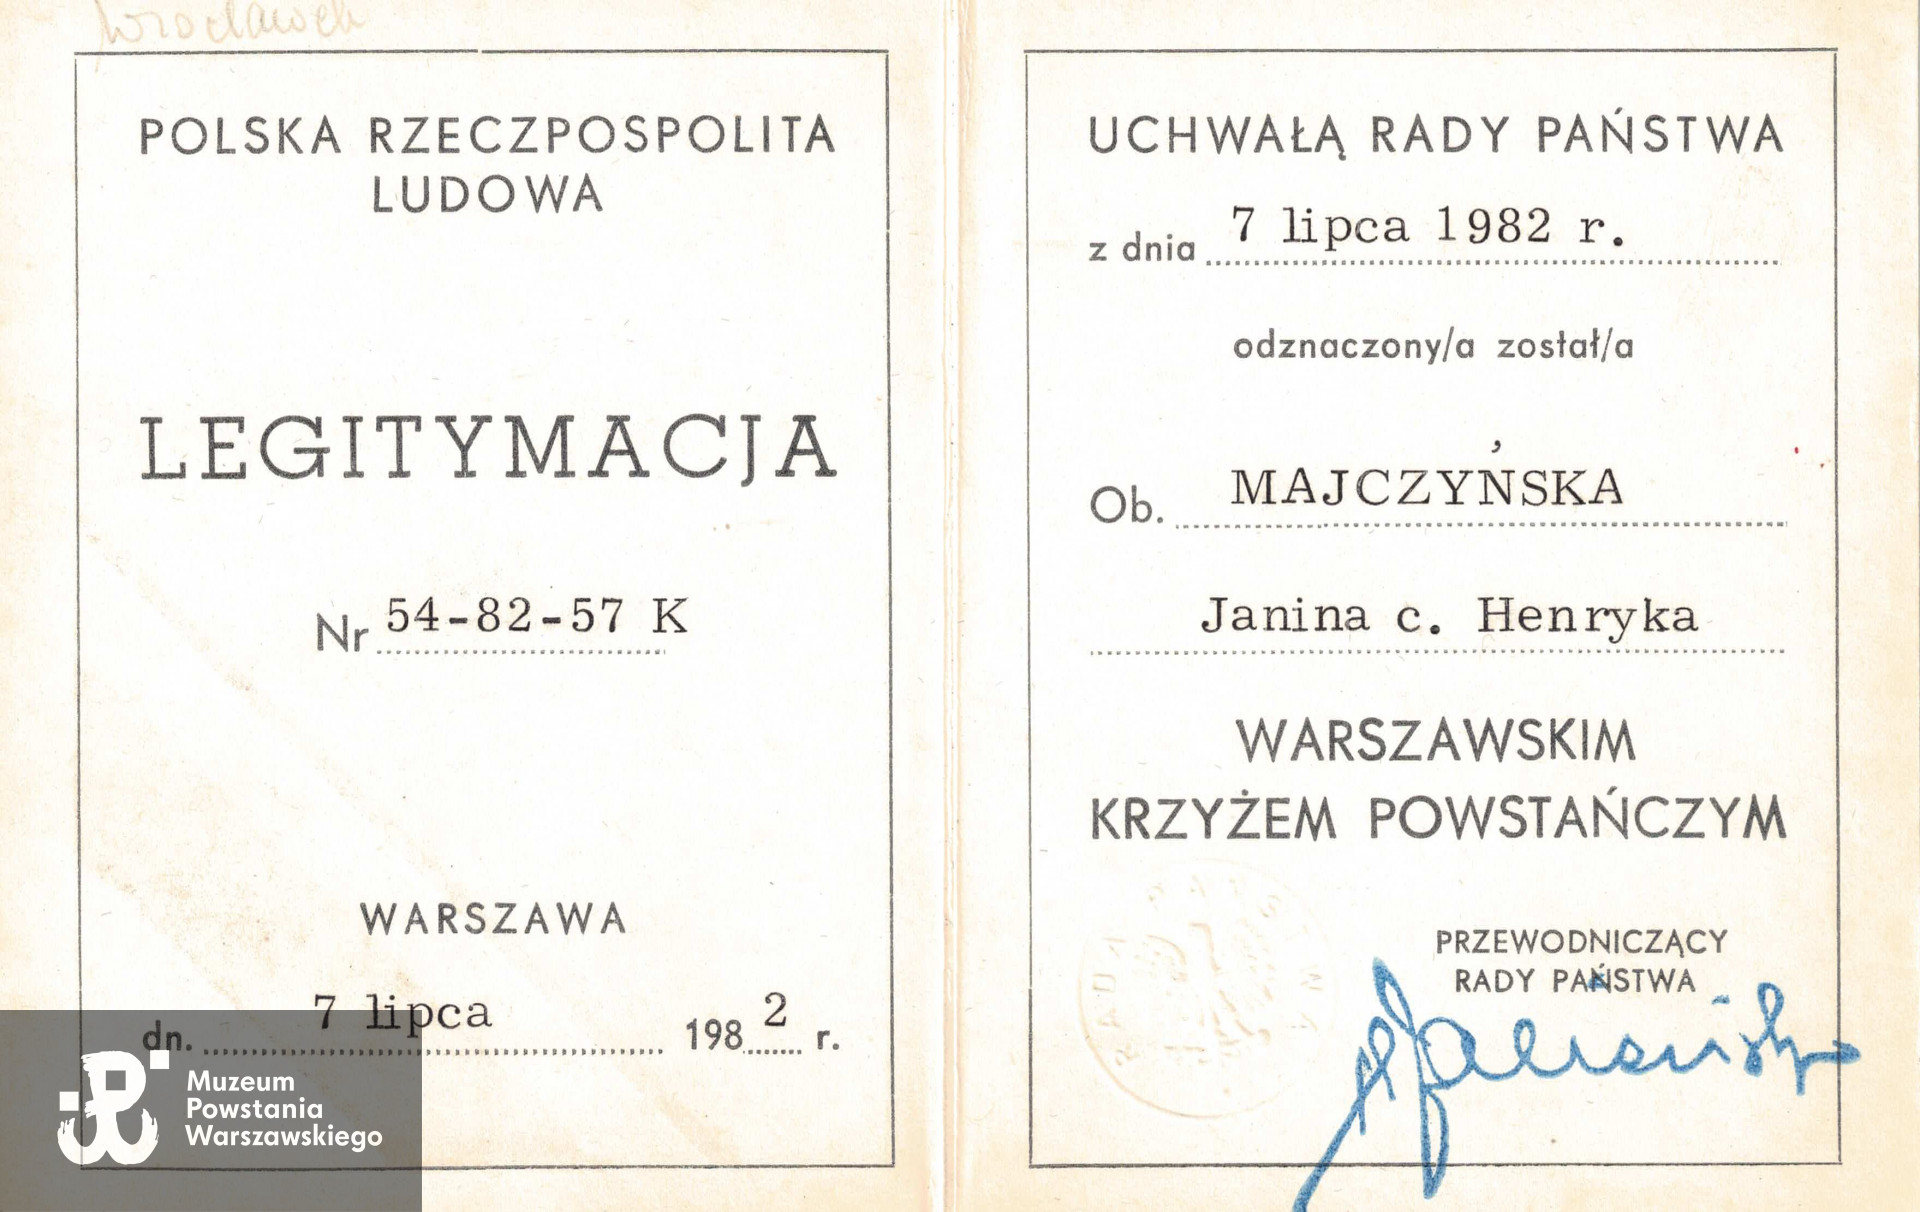 Wrocławek
POLSKA RZECZPOSPOLITA
LUDOWA
LEGITYMACJA
Nr 54-82-57 K
WARSZAWA
dn. 7 lipca 1982 r.
Muzeum
Powstania
Warszawskiego
UCHWAŁĄ RADY PAŃSTWA
z dnia 7 lipca 1982 r.
odznaczony/a został/a
Ob. MAJCZYŃSKA
Janina c. Henryka
WARSZAWSKIM
KRZYŻEM POWSTAŃCZYM
PRZEWODNICZĄCY
RADY PAŃSTWA
H Jabłoński